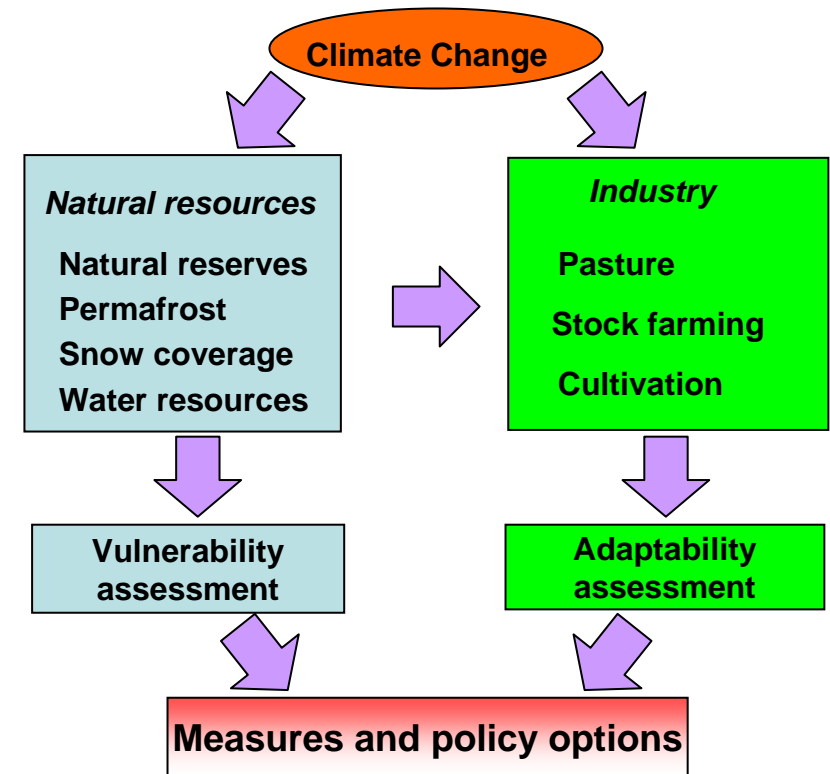 Climate Change
Natural resources
Natural reserves
Permafrost
Snow coverage
Water resources
Industry
Pasture
Stock farming
Cultivation
Vulnerability
assessment
Adaptability
assessment
Measures and policy options